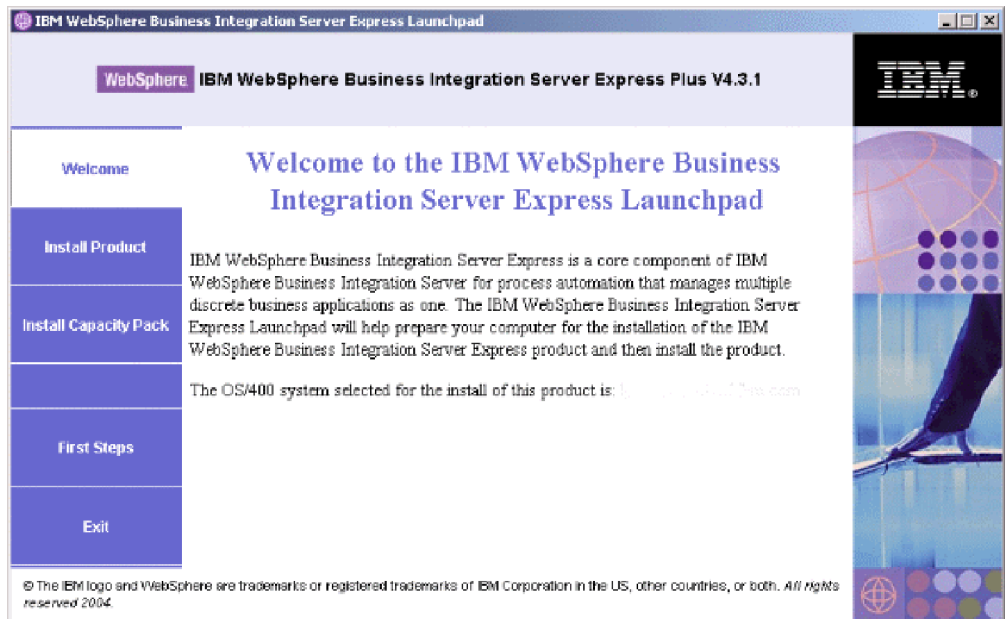 IBM WebSphere Business Integration Server Express Launchpad
WebSphere IBM WebSphere Business Integration Server Express Plus V4.3.1
IBM®
Welcome
Welcome to the IBM WebSphere Business
Integration Server Express Launchpad
Install Product
Install Capacity Pack
First Steps
Exit
IBM WebSphere Business Integration Server Express is a core component of IBM
WebSphere Business Integration Server for process automation that manages multiple
discrete business applications as one. The IBM WebSphere Business Integration Server
Express Launchpad will help prepare your computer for the installation of the IBM
WebSphere Business Integration Server Express product and then install the product.
The OS/400 system selected for the install of this product is:
© The IBM logo and WebSphere are trademarks or registered trademarks of IBM Corporation in the US, other countries, or both. All rights
reserved 2004.